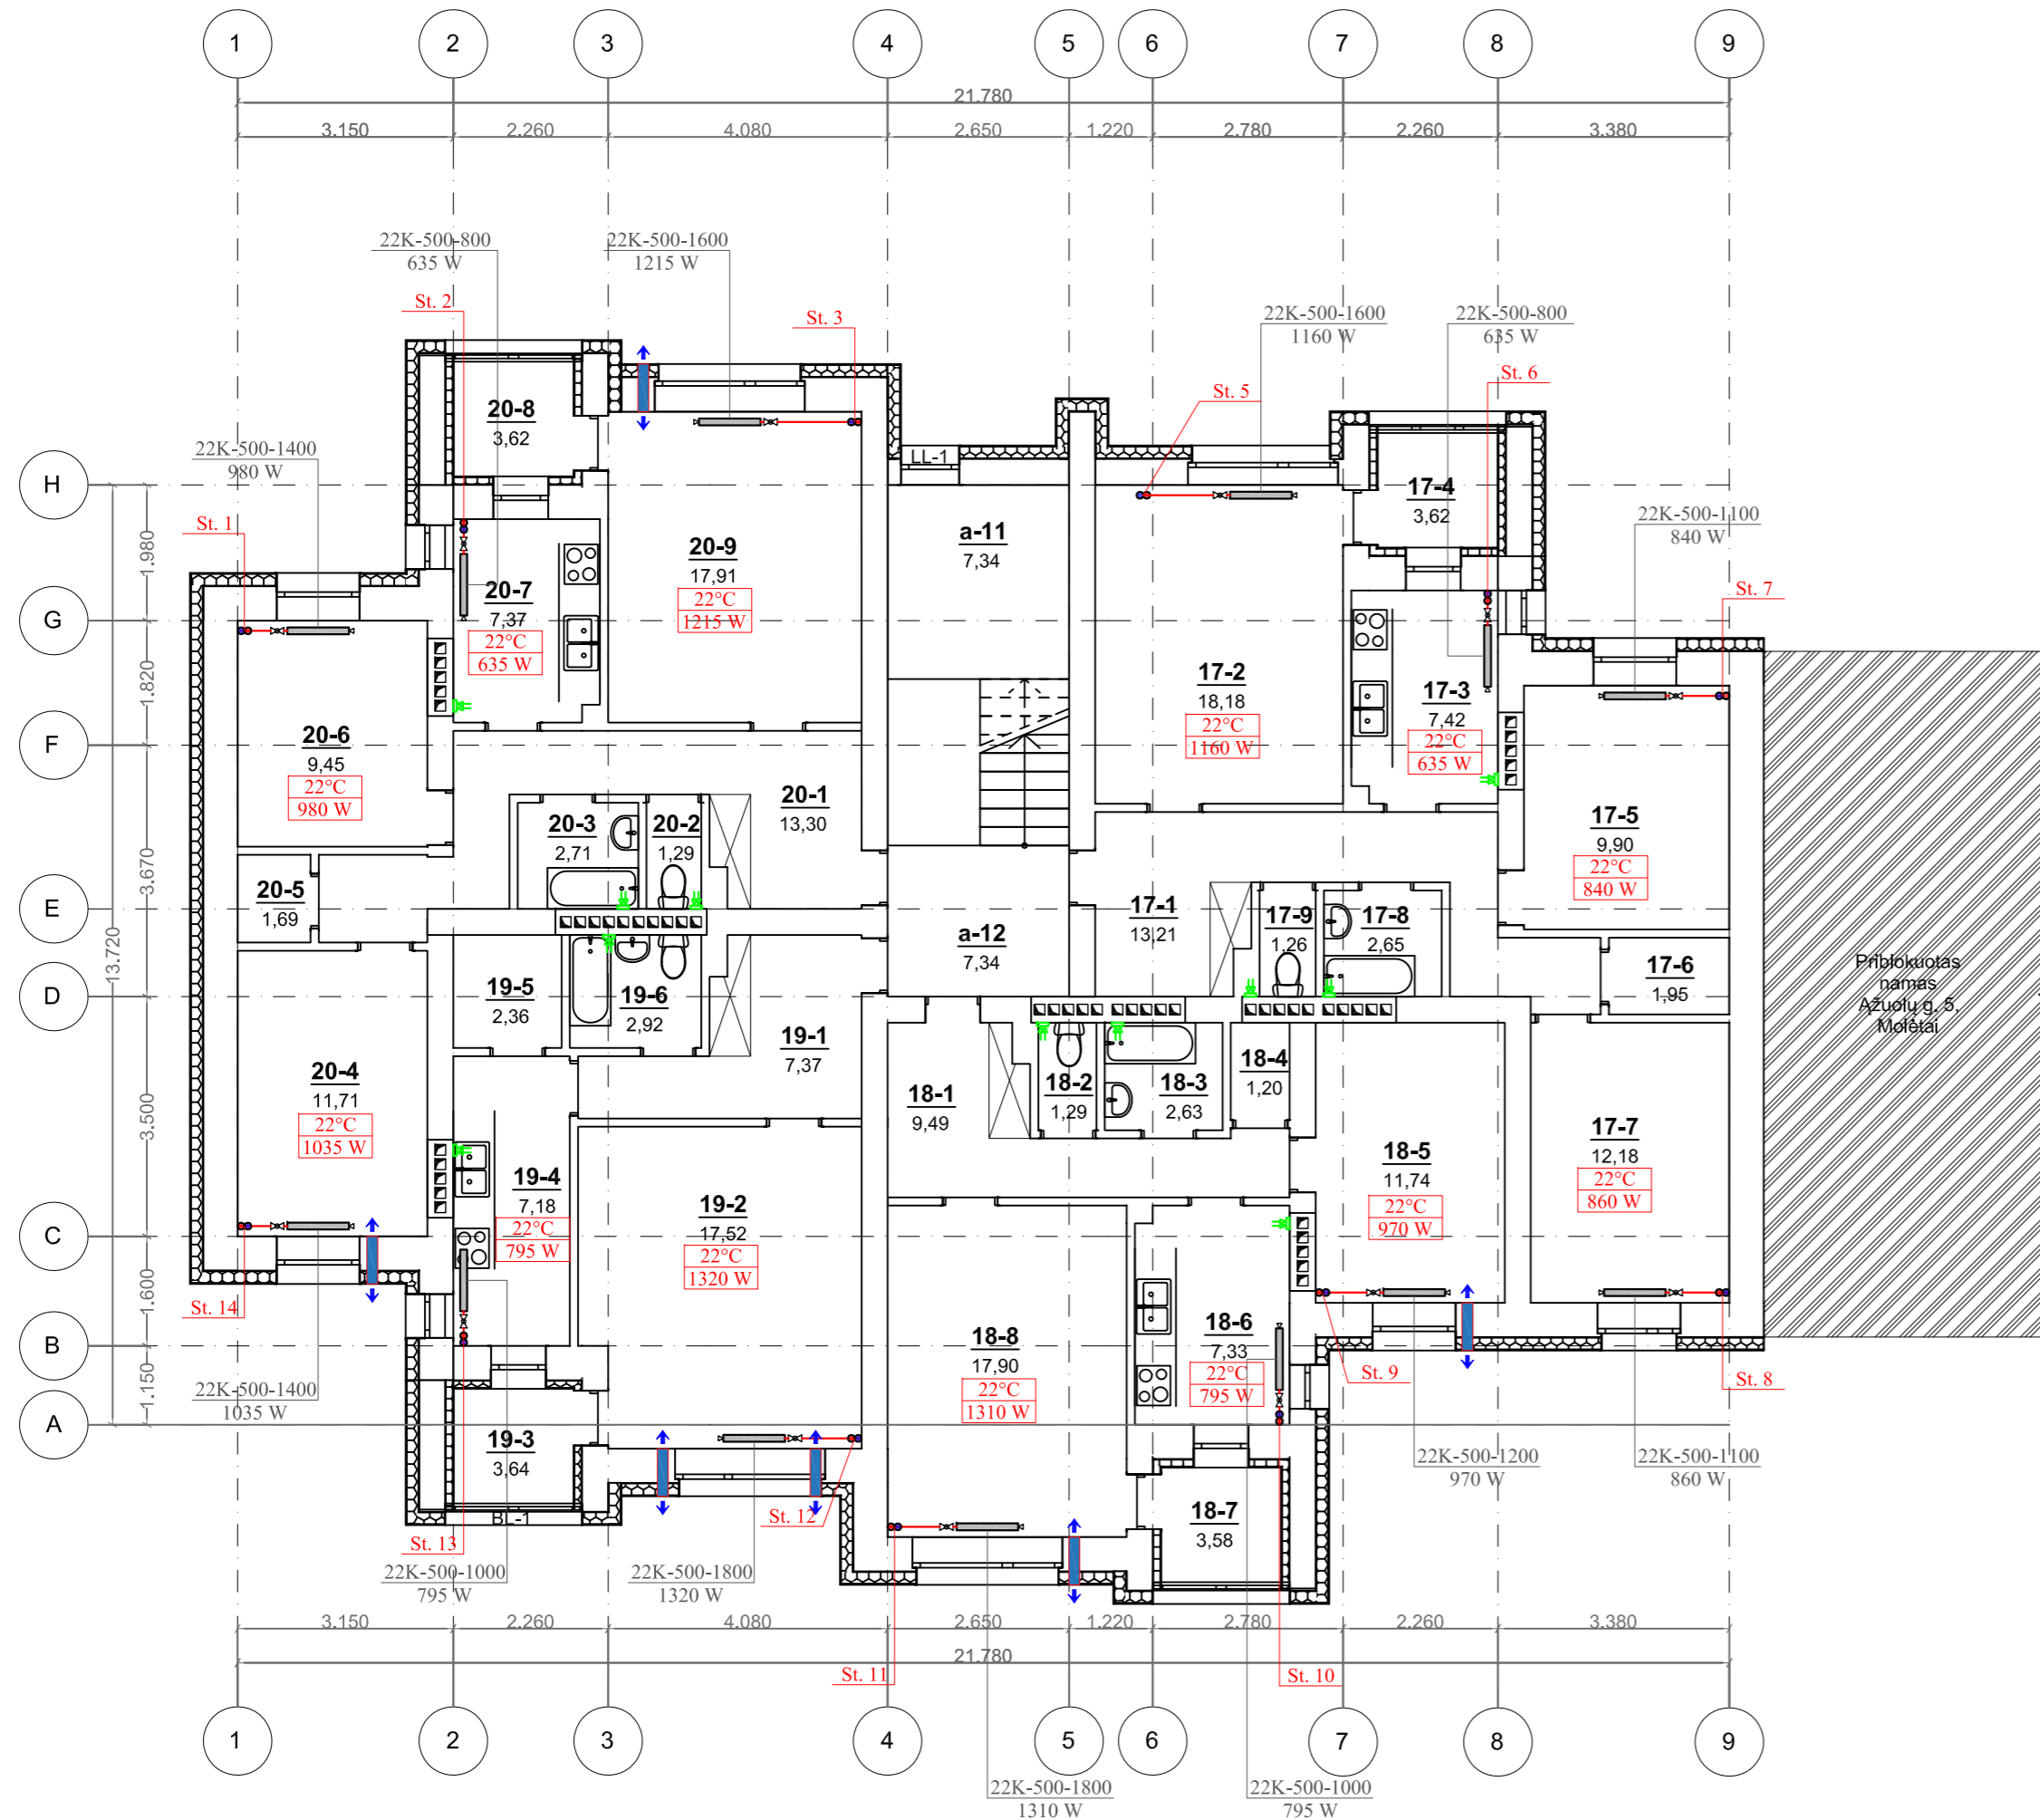 1 2 3 4 5 6 7 8 9
21.780
3.150 2.260 4.080 2.650 1.220 2.780 2.260 3.380
22K-500-800
635 W
22K-500-1600
1215 W
St. 2
St. 3
22K-500-1600
1160 W
22K-500-800
635 W
St. 5
St. 6
20-8
3,62
22K-500-1400
980 W
LL-1
H
17-4
3,62
St. 1
22K-500-1100
840 W
1.980
a-11
7,34
20-9
17,91
22°C
1215 W
20-7
7,37
22°C
635 W
St. 7
G
1.820
17-2
18,18
22°C
1160 W
17-3
7,42
22°C
635 W
F
20-6
9,45
22°C
980 W
20-1
13,30
20-3
2,71
20-2
1,29
17-5
9,90
22°C
840 W
3.670
20-5
1,69
E
17-1
13,21
17-9
1,26
17-8
2,65
a-12
7,34
13.720
17-6
1,95
Priblokuotas
namas
Ąžuolų g. 5,
Molėtai
D
19-5
2,36
19-6
2,92
19-1
7,37
20-4
11,71
22°C
1035 W
18-1
9,49
18-2
1,29
18-3
2,63
18-4
1,20
3.500
17-7
12,18
22°C
860 W
18-5
11,74
22°C
970 W
19-4
7,18
22°C
795 W
19-2
17,52
22°C
1320 W
C
1.600
St. 14
B
18-8
17,90
22°C
1310 W
18-6
7,33
22°C
795 W
St. 9
St. 8
1.150
22K-500-1400
1035 W
A
19-3
3,64
22K-500-1200
970 W
22K-500-1100
860 W
BL-1
St. 12
18-7
3,58
St. 13
22K-500-1000
795 W
22K-500-1800
1320 W
3.150 2.260 4.080 2.650 1.220 2.780 2.260 3.380
21.780
St. 11
St. 10
1 2 3 4 5 6 7 8 9
22K-500-1800
1310 W
22K-500-1000
795 W